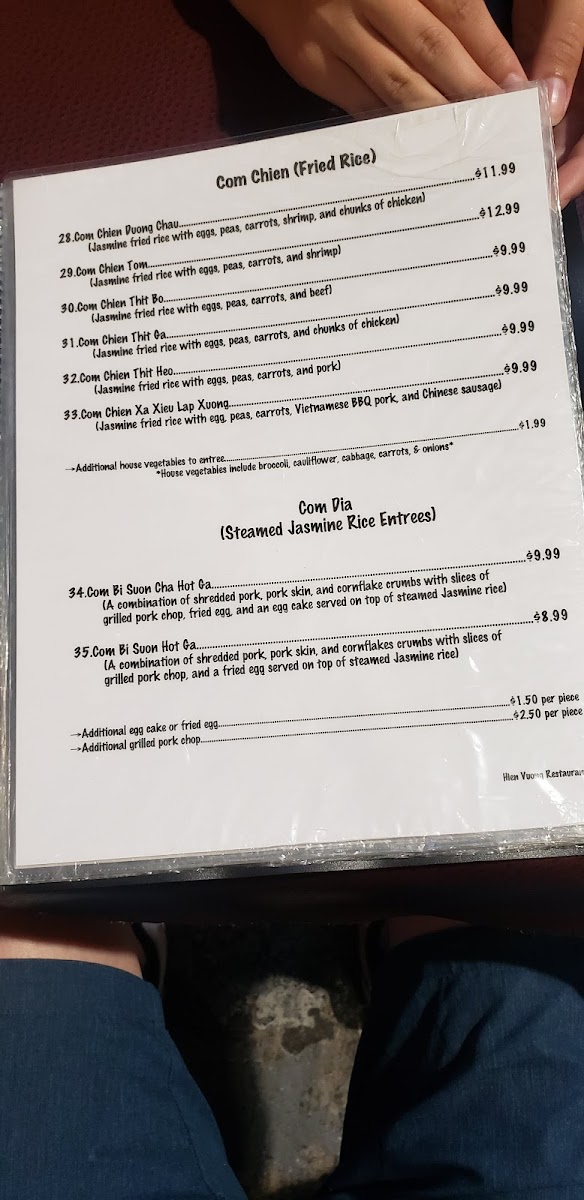 Com Chien (Fried Rice)
28.Com Chien Duong Chau..........$11.99
(Jasmine fried rice with eggs, peas, carrots, shrimp, and chunks of chicken)
29.Com Chien Tom..........$12.99
(Jasmine fried rice with eggs, peas, carrots, and shrimp)
30.Com Chien Thit Bo..........$9.99
(Jasmine fried rice with eggs, peas, carrots, and beef)
31.Com Chien Thit Ga..........$9.99
(Jasmine fried rice with eggs, peas, carrots, and chunks of chicken)
32.Com Chien Thit Heo..........$9.99
(Jasmine fried rice with eggs, peas, carrots, and pork)
33.Com Chien Xa Xieu Lap Xuong..........$9.99
(Jasmine fried rice with egg, peas, carrots, Vietnamese BBQ pork, and Chinese sausage)
→Additional house vegetables to entree..........$1.99
*House vegetables include broccoli, cauliflower, cabbage, carrots, & onions*
Com Dia
(Steamed Jasmine Rice Entrees)
34.Com Bi Suon Cha Hot Ga..........$9.99
(A combination of shredded pork, pork skin, and cornflake crumbs with slices of
grilled pork chop, fried egg, and an egg cake served on top of steamed Jasmine rice)
35.Com Bi Suon Hot Ga..........$8.99
(A combination of shredded pork, pork skin, and cornflakes crumbs with slices of
grilled pork chop, and a fried egg served on top of steamed Jasmine rice)
→Additional egg cake or fried egg..........$1.50 per piece
→Additional grilled pork chop..........$2.50 per piece
Hien Vuong Restauran